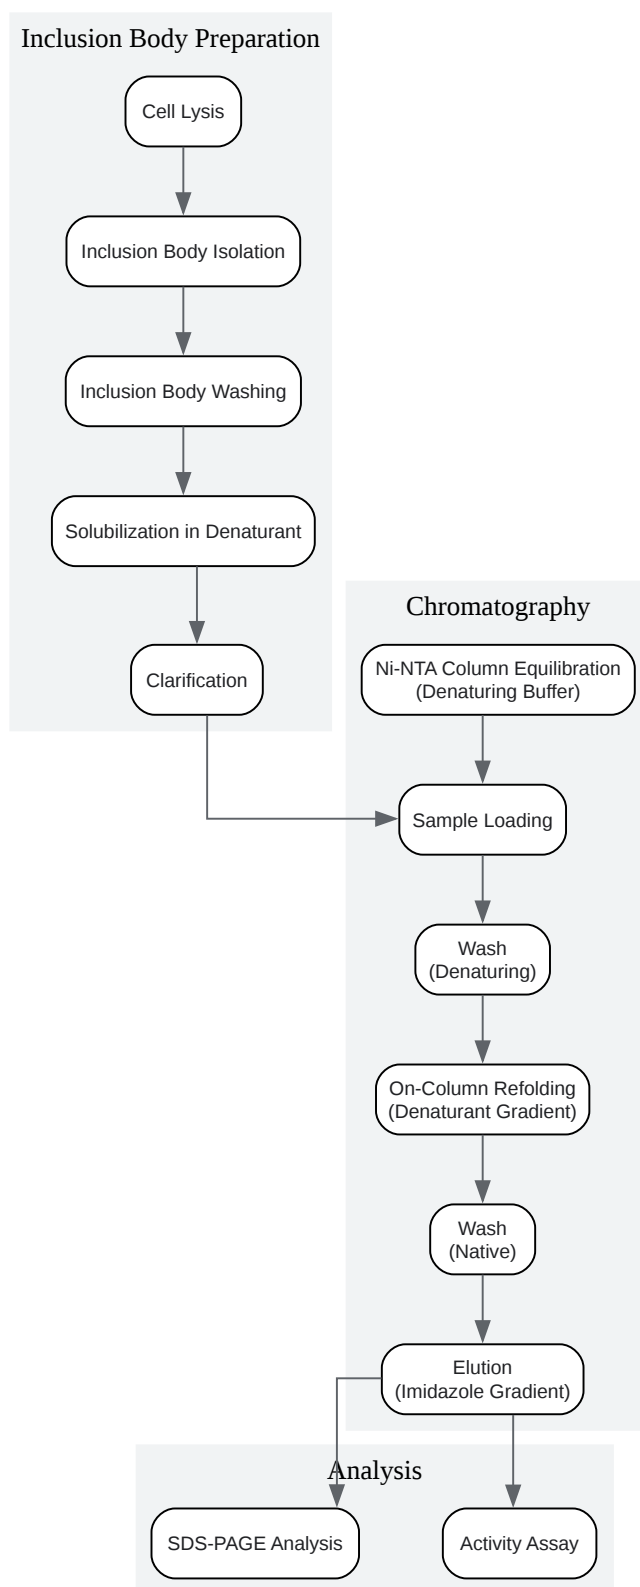 Inclusion Body Preparation
Cell Lysis
Inclusion Body Isolation
Inclusion Body Washing
Solubilization in Denaturant
Clarification
Chromatography
Ni-NTA Column Equilibration
(Denaturing Buffer)
Sample Loading
Wash
(Denaturing)
On-Column Refolding
(Denaturant Gradient)
Wash
(Native)
Elution
(Imidazole Gradient)
Analysis
SDS-PAGE Analysis
Activity Assay